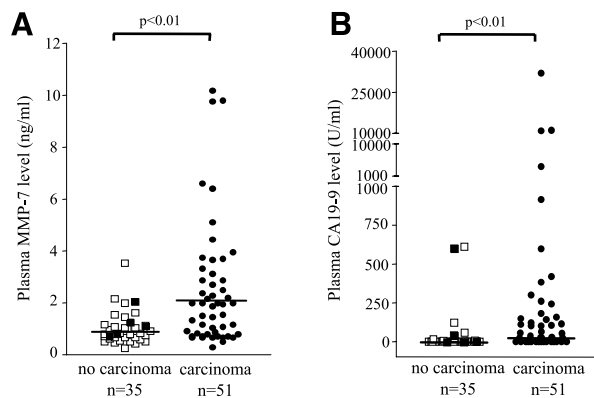 A
p<0.01
Plasma MMP-7 level (ng/ml)
12
10
8
6
4
2
0
no carcinoma
n=35
carcinoma
n=51
B
p<0.01
Plasma CA19-9 level (U/ml)
40000
25000
10000
10000
1000
1000
750
500
250
0
no carcinoma
n=35
carcinoma
n=51